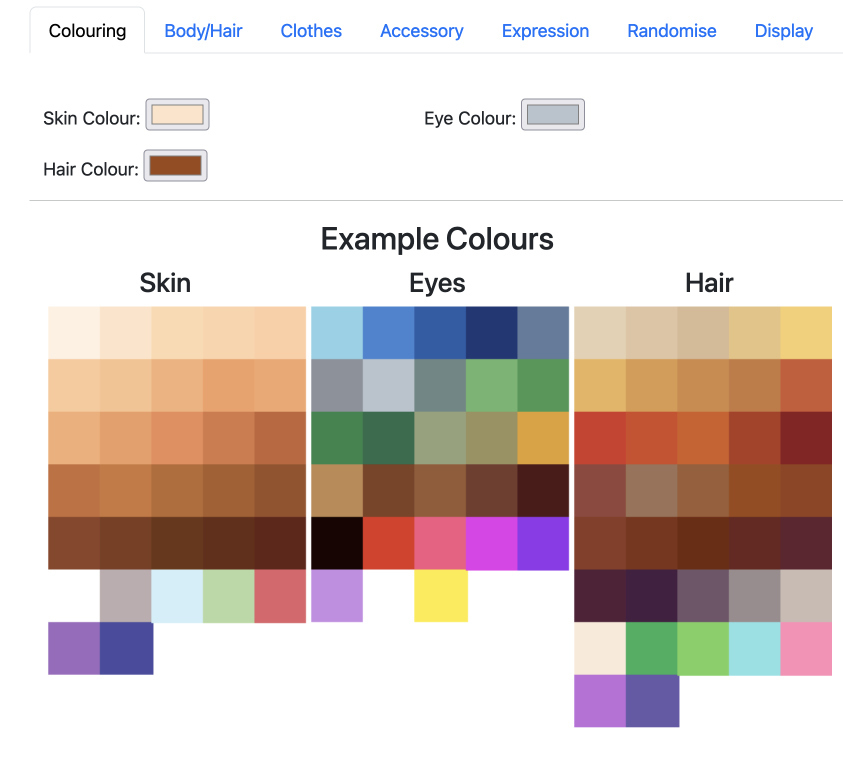 Colouring Body/Hair Clothes Accessory Expression Randomise Display
Skin Colour: Eye Colour:
Hair Colour:
Example Colours
Skin Eyes Hair